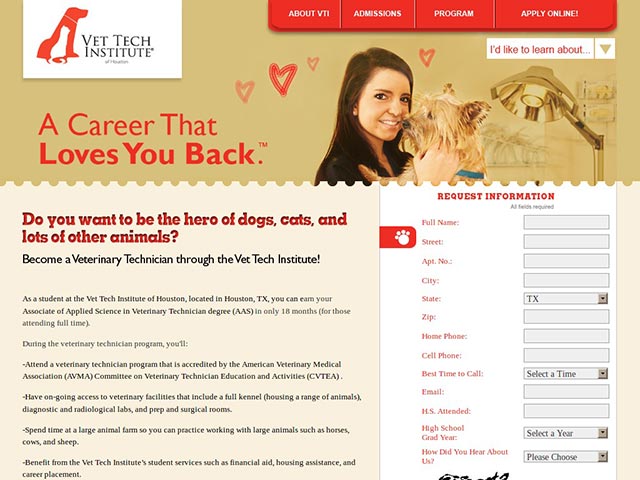 ABOUT VTI
ADMISSIONS
PROGRAM
APPLY ONLINE!
VET TECH
INSTITUTE®
of Houston
I'd like to learn about...
A Career That
Loves You Back.™
Do you want to be the hero of dogs, cats, and
lots of other animals?
Become a Veterinary Technician through the Vet Tech Institute!
As a student at the Vet Tech Institute of Houston, located in Houston, TX, you can earn your
Associate of Applied Science in Veterinary Technician degree (AAS) in only 18 months (for those
attending full time).
During the veterinary technician program, you'll:
-Attend a veterinary technician program that is accredited by the American Veterinary Medical
Association (AVMA) Committee on Veterinary Technician Education and Activities (CVTEA) .
-Have on-going access to veterinary facilities that include a full kennel (housing a range of animals),
diagnostic and radiological labs, and prep and surgical rooms.
-Spend time at a large animal farm so you can practice working with large animals such as horses,
cows, and sheep.
-Benefit from the Vet Tech Institute's student services such as financial aid, housing assistance, and
career placement.
REQUEST INFORMATION
All fields required
Full Name:
Street:
Apt. No.:
City:
State: TX
Zip:
Home Phone:
Cell Phone:
Best Time to Call: Select a Time
Email:
H.S. Attended:
High School
Grad Year: Select a Year
How Did You Hear About
Us? Please Choose